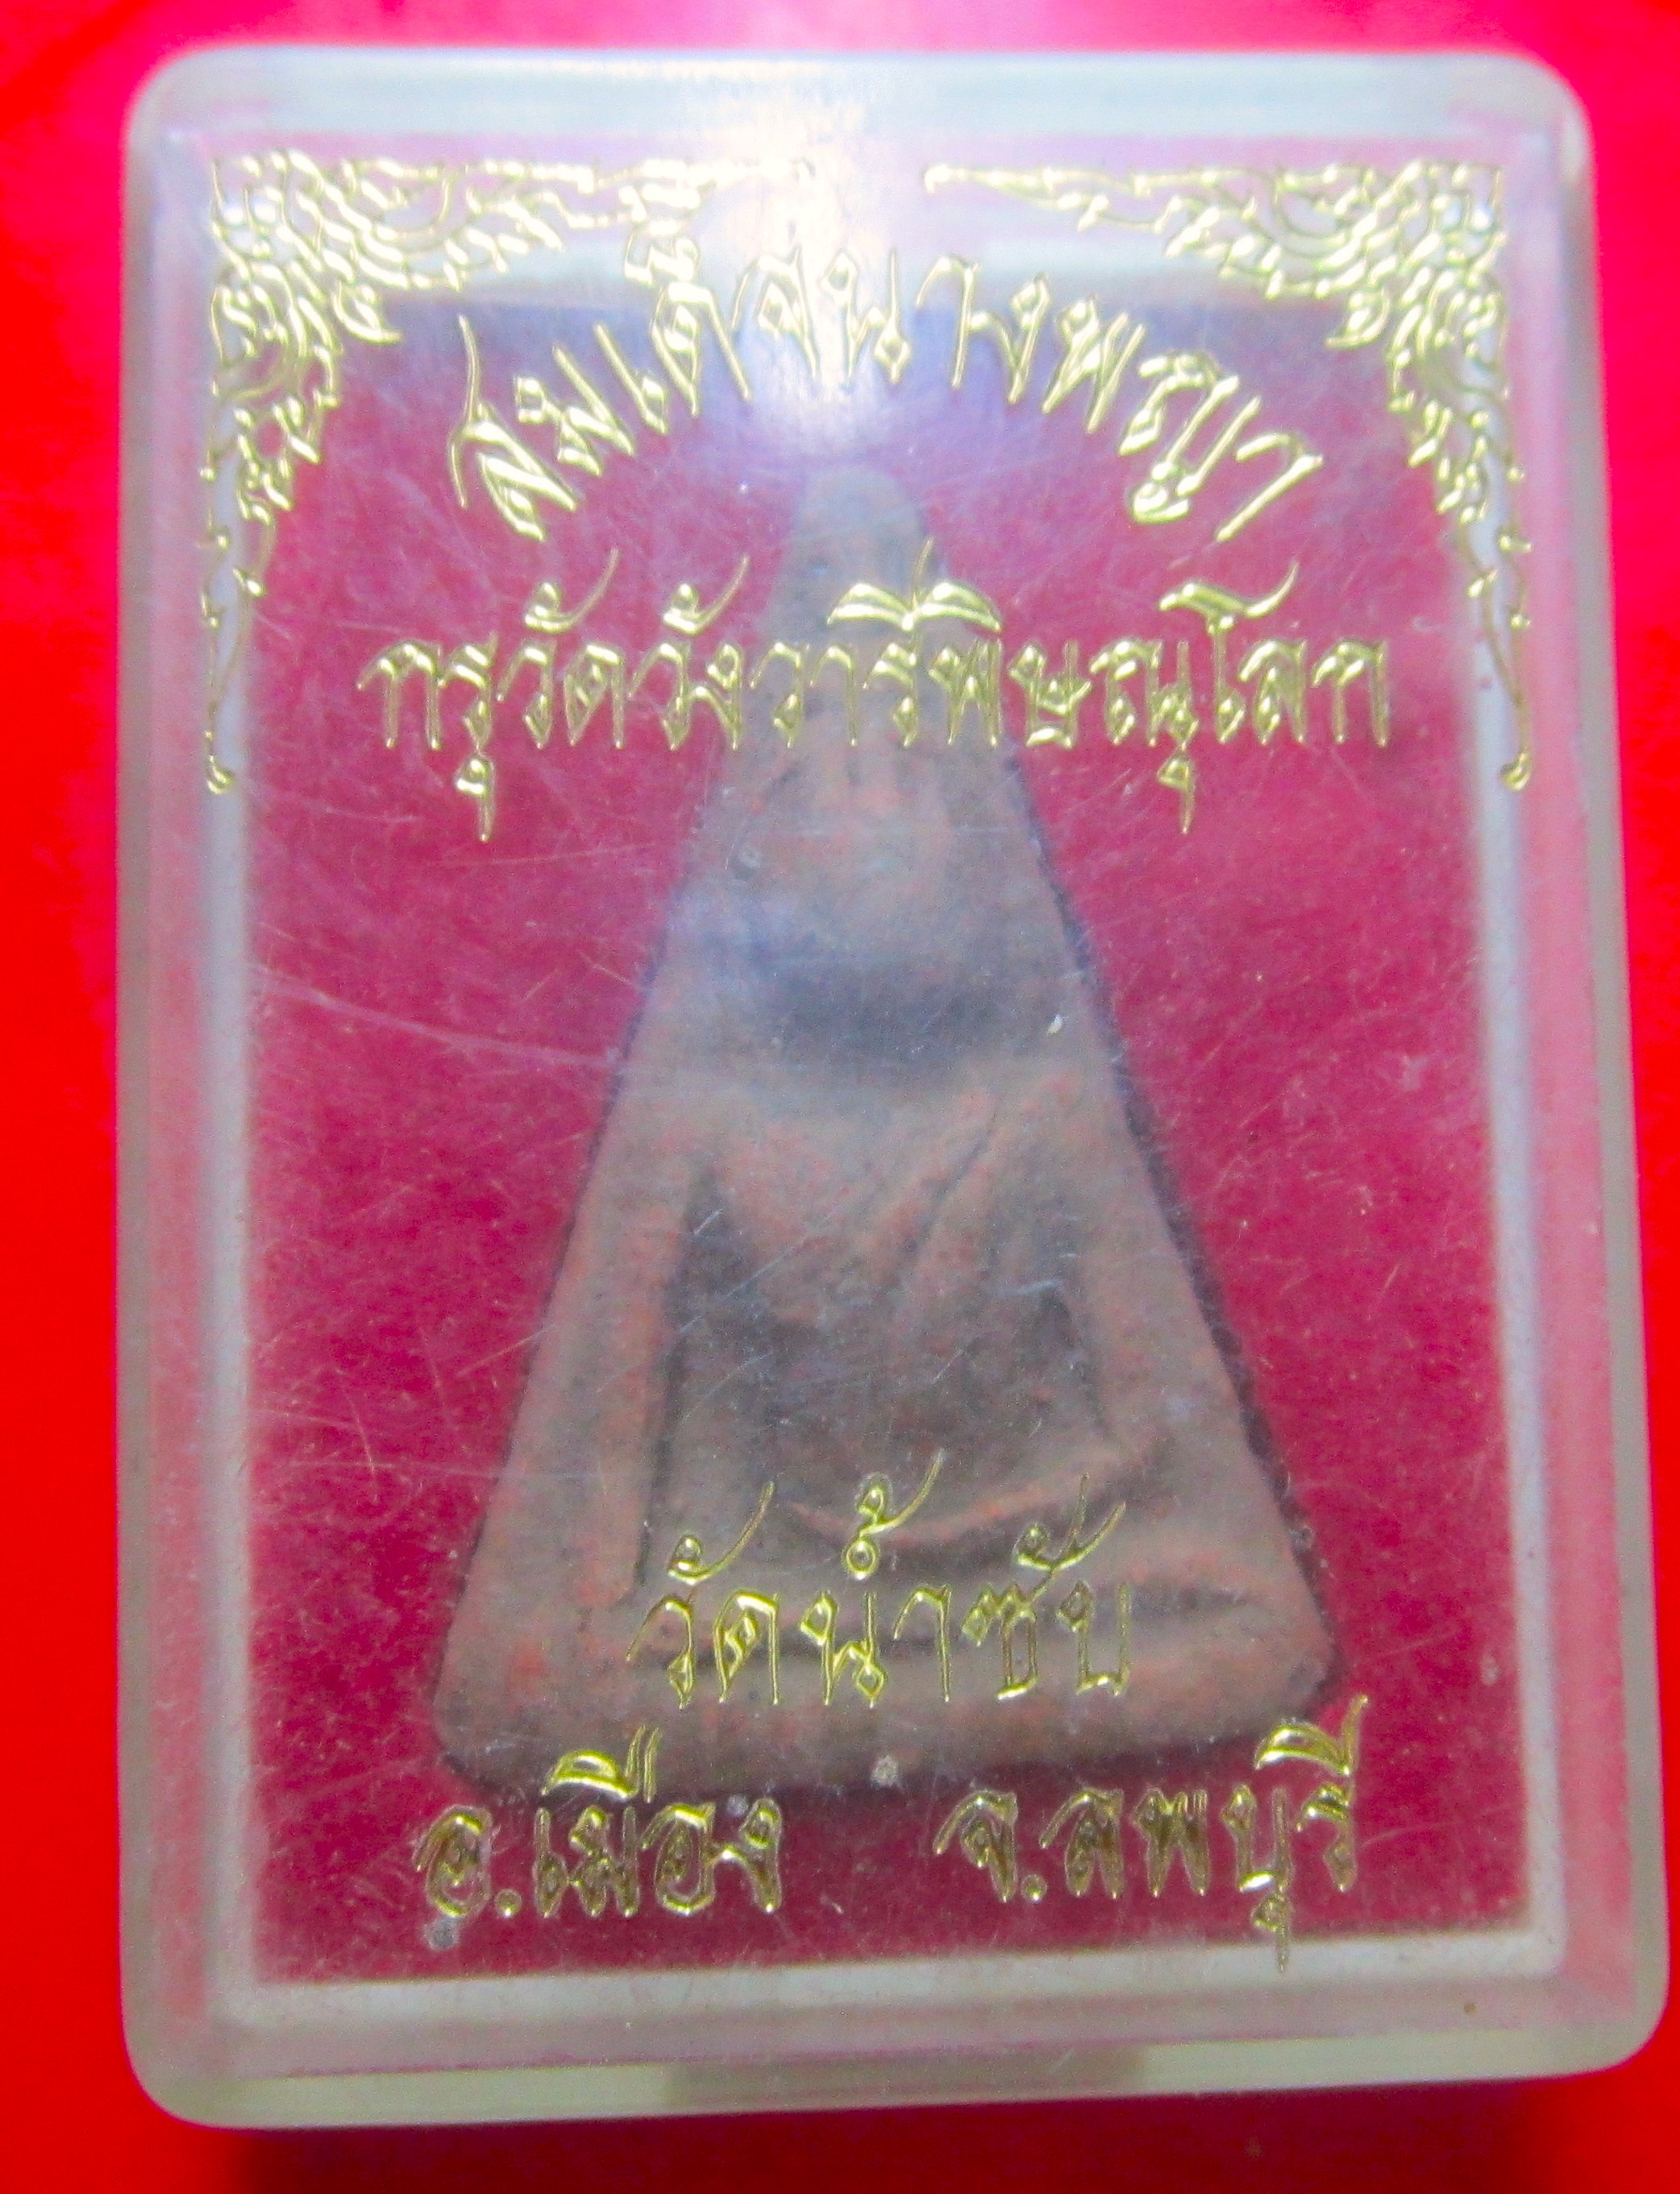 สมเด็จนางพญา
กรุวัดวังวารีพิษณุโลก
วัดน้ำซับ
อ.เมือง จ.ลพบุรี